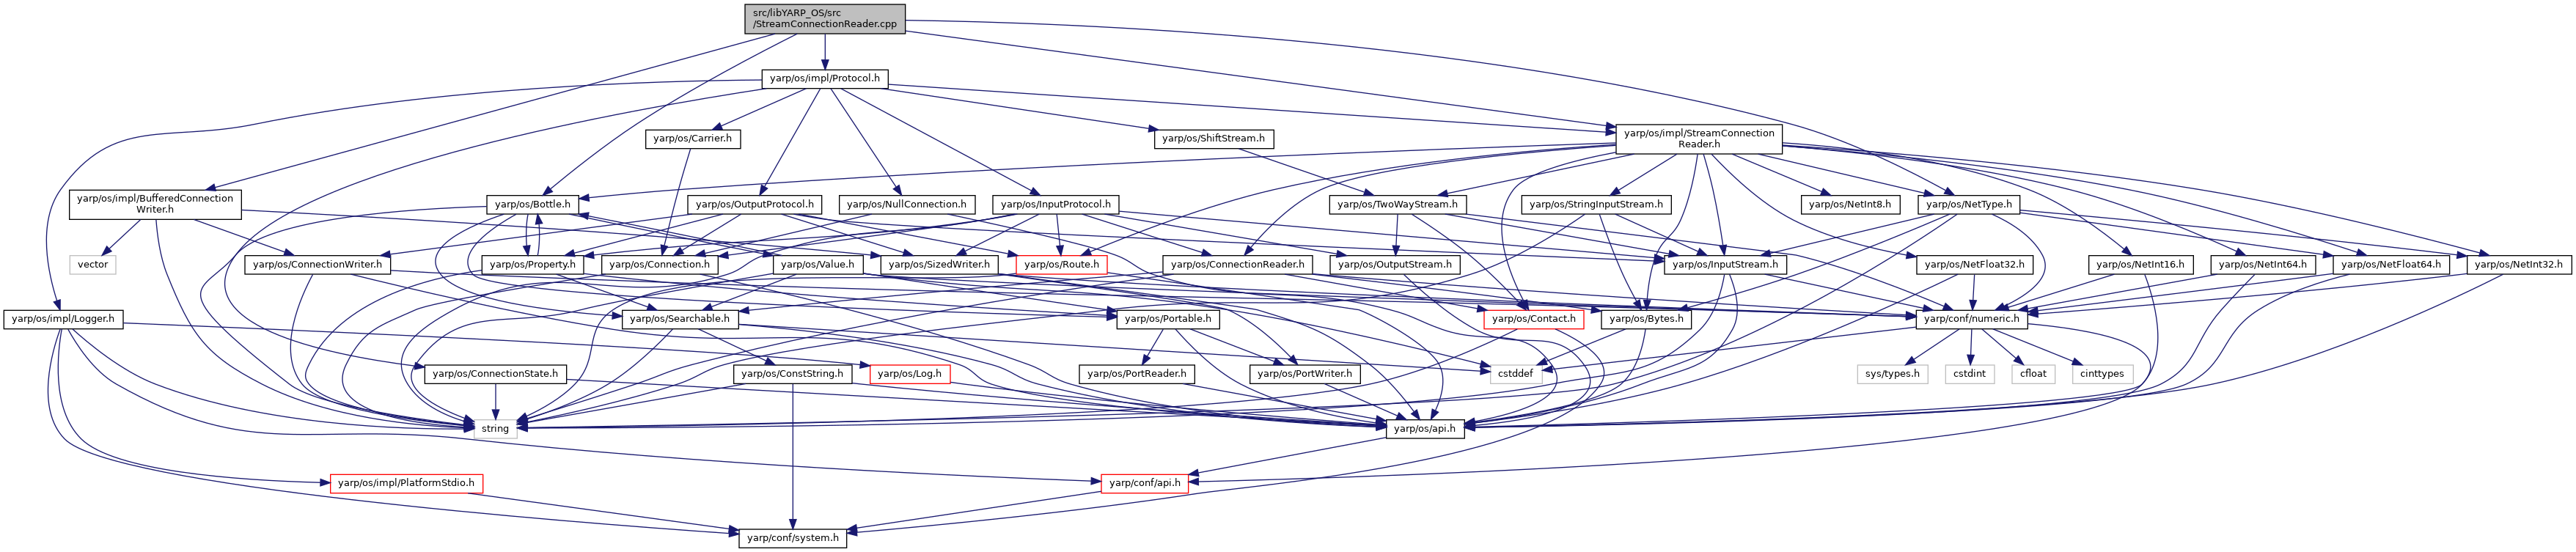 src/libYARP_OS/src
/StreamConnectionReader.cpp
yarp/os/impl/Protocol.h
yarp/os/Carrier.h
yarp/os/ShiftStream.h
yarp/os/impl/StreamConnection
Reader.h
yarp/os/impl/BufferedConnection
Writer.h
yarp/os/Bottle.h
yarp/os/OutputProtocol.h
yarp/os/NullConnection.h
yarp/os/InputProtocol.h
yarp/os/TwoWayStream.h
yarp/os/StringInputStream.h
yarp/os/NetInt8.h
yarp/os/NetType.h
vector
yarp/os/ConnectionWriter.h
yarp/os/Property.h
yarp/os/Connection.h
yarp/os/Value.h
yarp/os/SizedWriter.h
yarp/os/Route.h
yarp/os/ConnectionReader.h
yarp/os/OutputStream.h
yarp/os/InputStream.h
yarp/os/NetFloat32.h
yarp/os/NetInt16.h
yarp/os/NetInt64.h
yarp/os/NetFloat64.h
yarp/os/NetInt32.h
yarp/os/impl/Logger.h
yarp/os/Searchable.h
yarp/os/Portable.h
yarp/os/Contact.h
yarp/os/Bytes.h
yarp/conf/numeric.h
yarp/os/ConnectionState.h
yarp/os/ConstString.h
yarp/os/Log.h
yarp/os/PortReader.h
yarp/os/PortWriter.h
cstddef
sys/types.h
cstdint
cfloat
cinttypes
string
yarp/os/api.h
yarp/os/impl/PlatformStdio.h
yarp/conf/api.h
yarp/conf/system.h